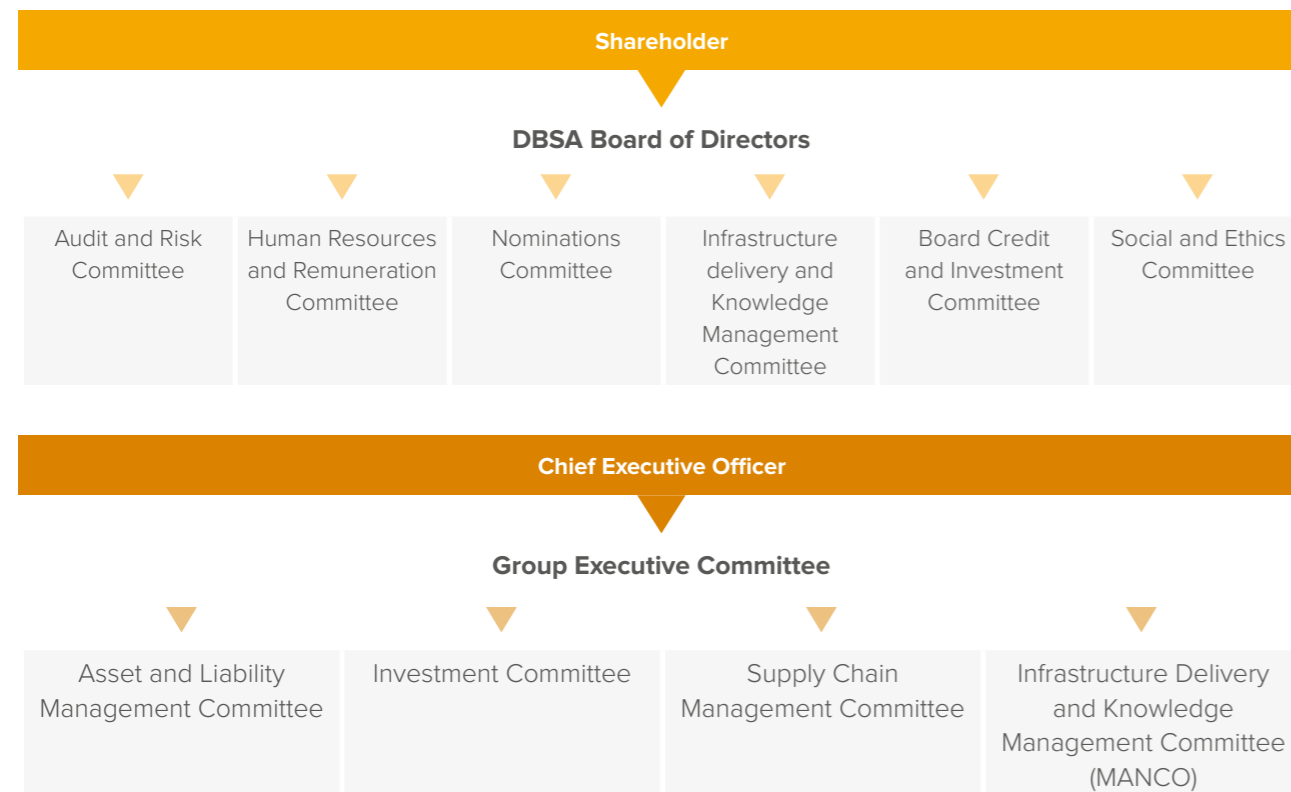 Shareholder
DBSA Board of Directors
Audit and Risk
Committee
Human Resources
and Remuneration
Committee
Nominations
Committee
Infrastructure
delivery and
Knowledge
Management
Committee
Board Credit
and Investment
Committee
Social and Ethics
Committee
Chief Executive Officer
Group Executive Committee
Asset and Liability
Management Committee
Investment Committee
Supply Chain
Management Committee
Infrastructure Delivery
and Knowledge
Management Committee
(MANCO)